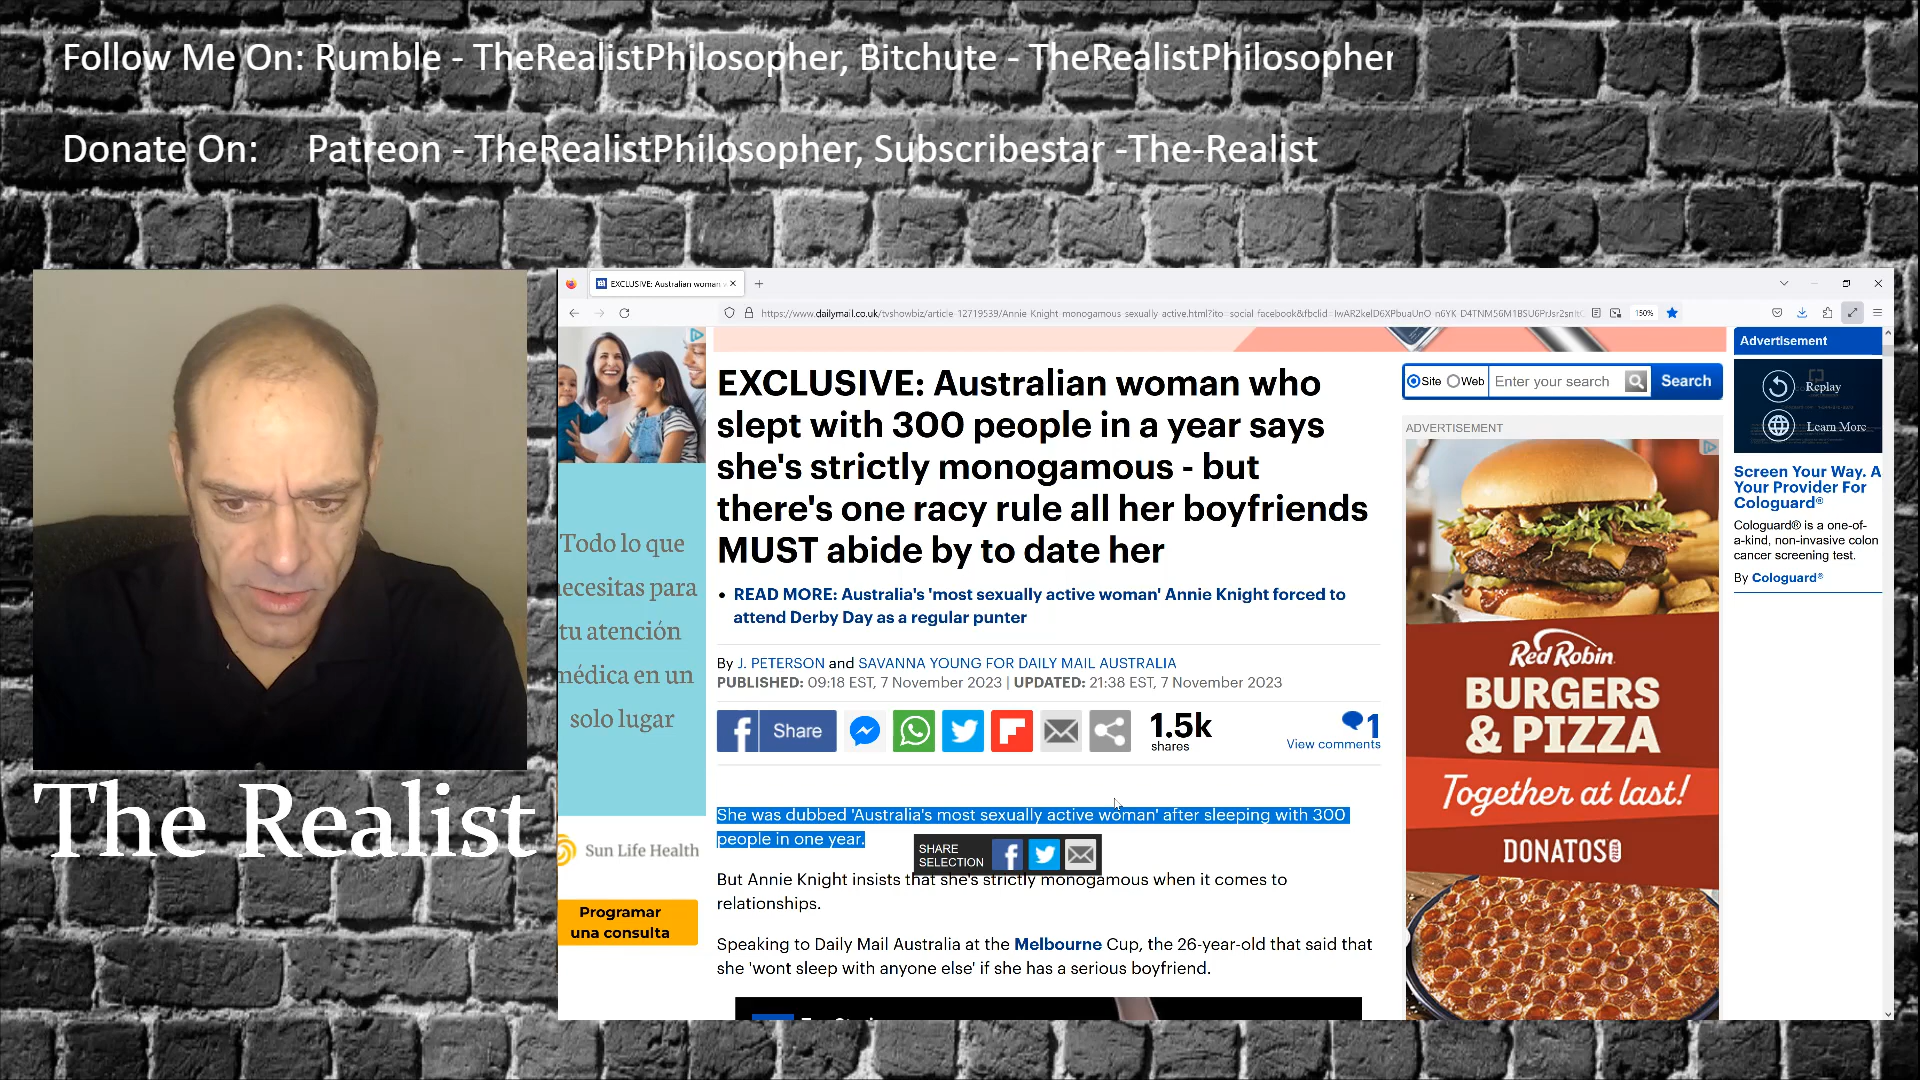 Follow Me On: Rumble - TheRealistPhilosopher, Bitchute - TheRealistPhilosopher
Donate On: Patreon - TheRealistPhilosopher, Subscribestar -The-Realist
The Realist
EXCLUSIVE: Australian woman
150%
Todo lo que
necesitas para
tu atención
médica en un
solo lugar
Sun Life Health
Programar
una consulta
EXCLUSIVE: Australian woman who
slept with 300 people in a year says
she's strictly monogamous - but
there's one racy rule all her boyfriends
MUST abide by to date her
• READ MORE: Australia's 'most sexually active woman' Annie Knight forced to
attend Derby Day as a regular punter
By J. PETERSON and SAVANNA YOUNG FOR DAILY MAIL AUSTRALIA
PUBLISHED: 09:18 EST, 7 November 2023 | UPDATED: 21:38 EST, 7 November 2023
Share
1.5k
shares
1
View comments
She was dubbed 'Australia's most sexually active woman' after sleeping with 300
people in one year.
SHARE
SELECTION
But Annie Knight insists that she's strictly monogamous when it comes to
relationships.
Speaking to Daily Mail Australia at the Melbourne Cup, the 26-year-old that said that
she 'wont sleep with anyone else' if she has a serious boyfriend.
Site Web Enter your search Search
ADVERTISEMENT
Red Robin
BURGERS
& PIZZA
Together at last!
DONATOS
Advertisement
Replay
Learn More
Screen Your Way. A
Your Provider For
Cologuard®
Cologuard® is a one-of-
a-kind, non-invasive colon
cancer screening test.
By Cologuard®